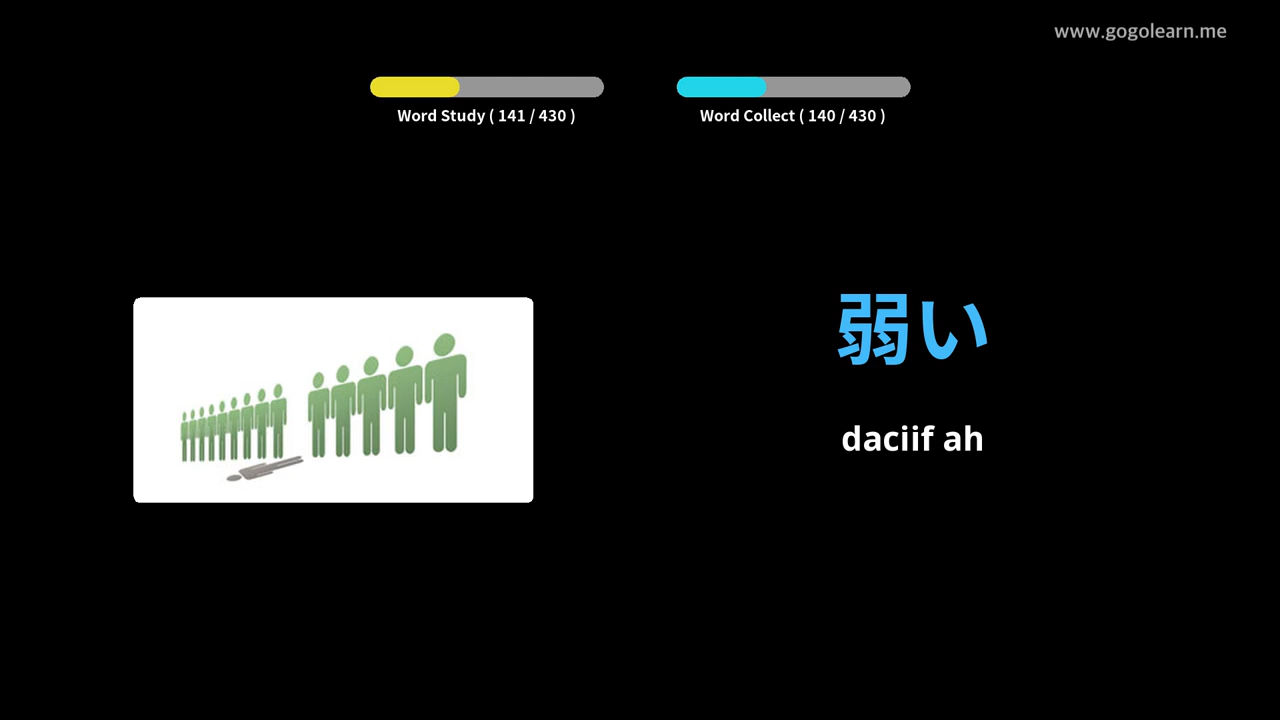 www.gogolearn.me
Word Study ( 141 / 430 )
Word Collect ( 140 / 430 )
弱い
daciif ah